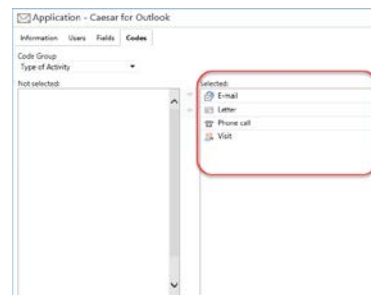 Application - Caesar for Outlook
Information Users Fields Codes
Code Group
Type of Activity
Not selected:
Selected:
E-mail
Letter
Phone call
Visit